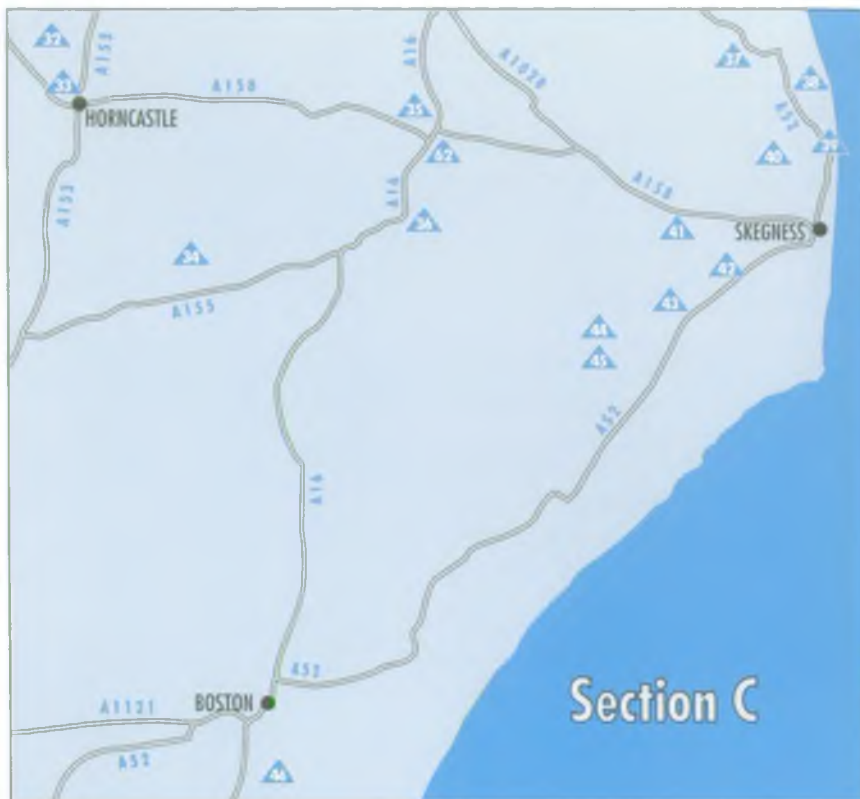 32
A153
A16
A1028
37
33
A158
35
38
A52
HORNCASTLE
62
40
39
A153
A16
A158
36
41
SKEGNESS
34
42
A155
43
44
45
A52
A16
A52
Section C
BOSTON
A1121
A52
46